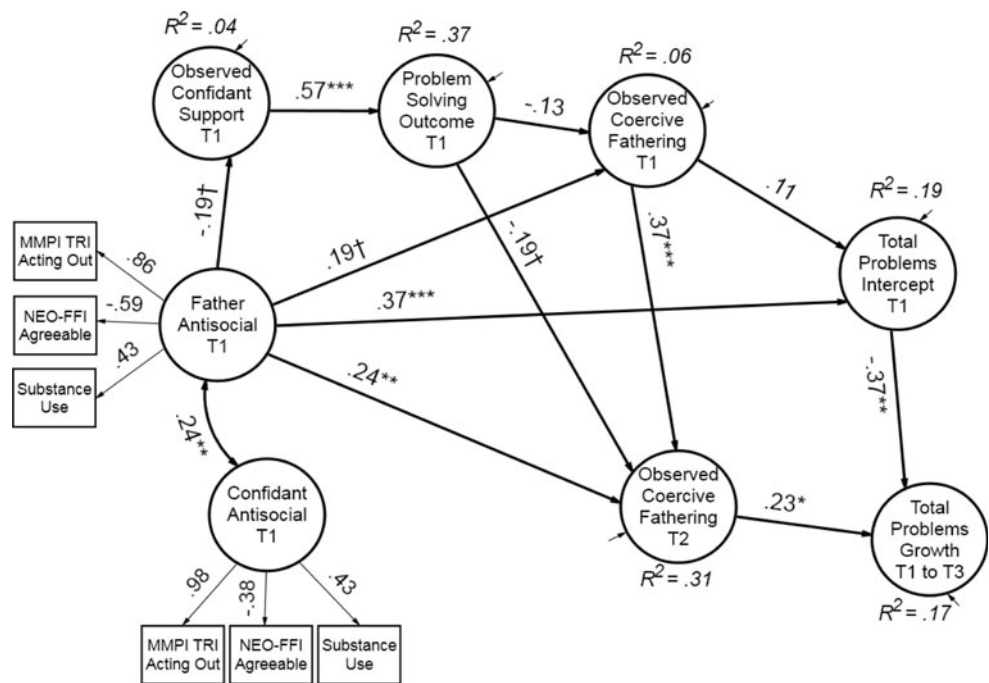 R² = .04
R² = .37
R² = .06
Observed
Confidant
Support
T1
.57***
Problem
Solving
Outcome
T1
-.13
Observed
Coercive
Fathering
T1
.11
R² = .19
Total
Problems
Intercept
T1
-.19†
MMPI TRI
Acting Out
.86
NEO-FFI
Agreeable
-.59
Substance
Use
.43
Father
Antisocial
T1
.19†
-.19†
.37***
.37***
.24**
-.37**
.24**
Confidant
Antisocial
T1
Observed
Coercive
Fathering
T2
.23*
Total
Problems
Growth
T1 to T3
R² = .31
R² = .17
.98
-.38
.43
MMPI TRI
Acting Out
NEO-FFI
Agreeable
Substance
Use